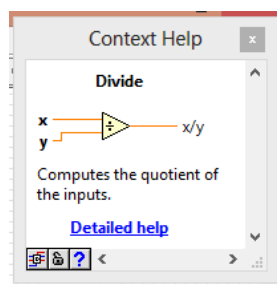 Context Help
x
Divide
x
÷
x/y
y
Computes the quotient of
the inputs.
Detailed help
?